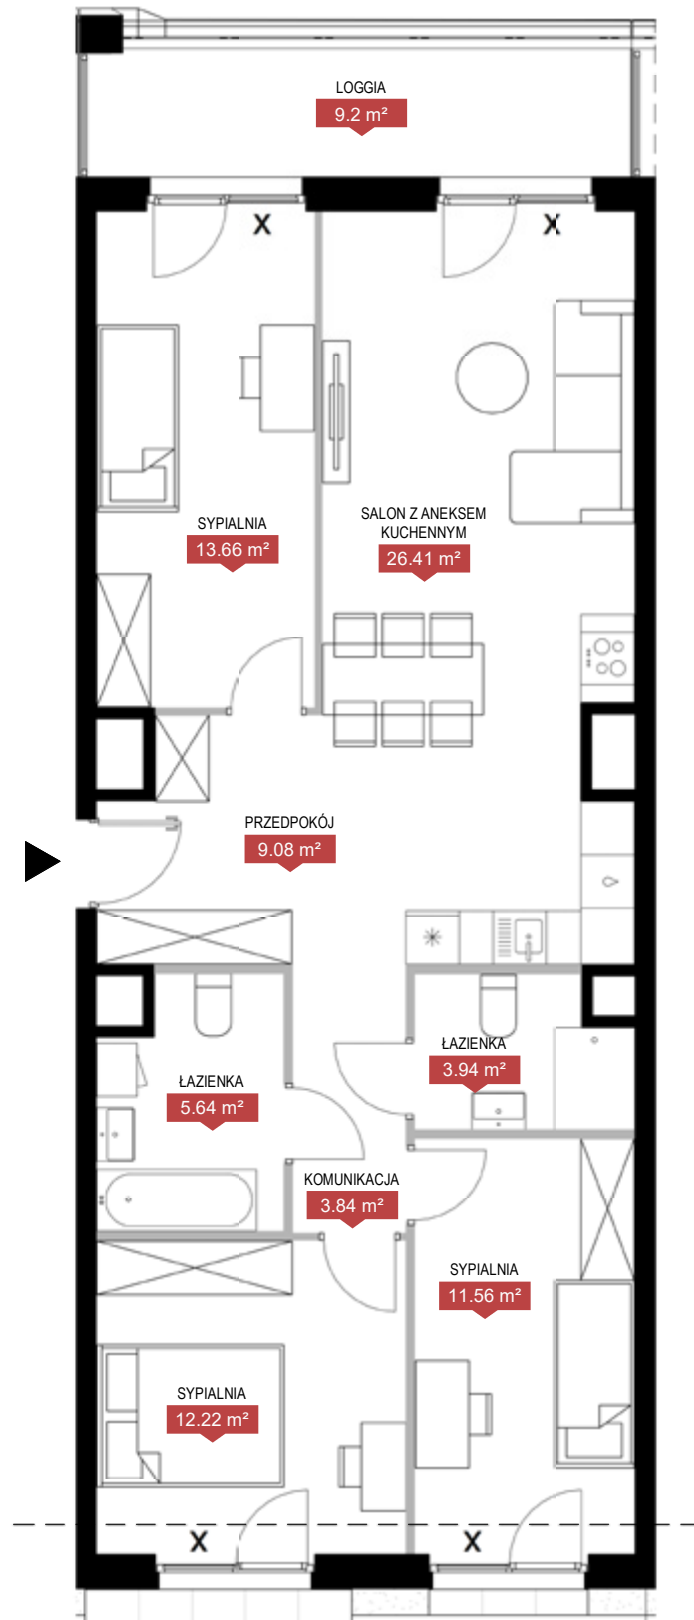 LOGGIA
9.2 m²
X
X
SYPIALNIA
13.66 m²
SALON Z ANEKSEM
KUCHENNYM
26.41 m²
PRZEDPOKÓJ
9.08 m²
ŁAZIENKA
3.94 m²
ŁAZIENKA
5.64 m²
KOMUNIKACJA
3.84 m²
SYPIALNIA
11.56 m²
SYPIALNIA
12.22 m²
X
X